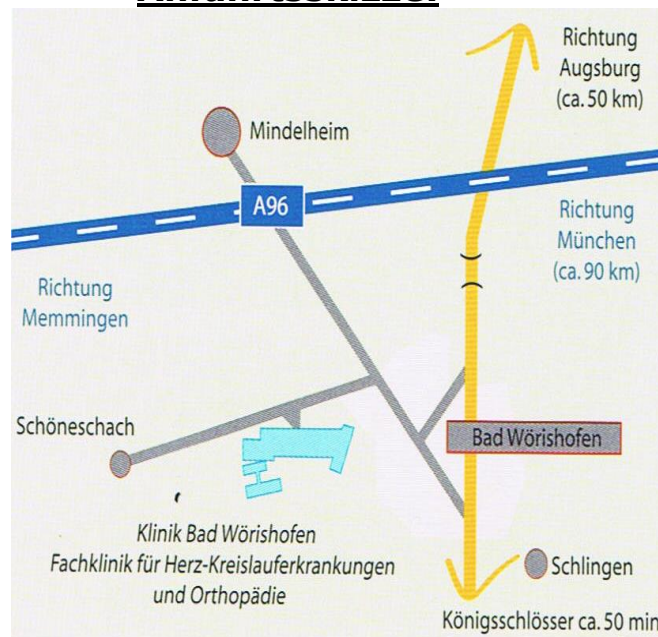 Richtung
Augsburg
(ca. 50 km)
Mindelheim
A96
Richtung
München
(ca. 90 km)
Richtung
Memmingen
Schöneschach
Bad Wörishofen
Klinik Bad Wörishofen
Fachklinik für Herz-Kreislauferkrankungen
und Orthopädie
Schlingen
Königsschlösser ca. 50 min